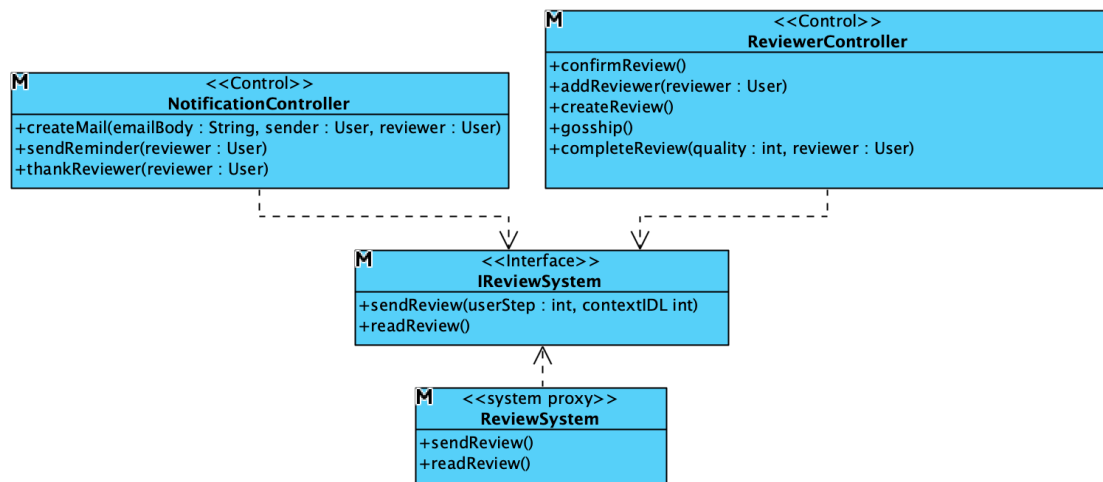 M
<<Control>>
NotificationController
+createMail(emailBody : String, sender : User, reviewer : User)
+sendReminder(reviewer : User)
+thankReviewer(reviewer : User)
M
<<Control>>
ReviewerController
+confirmReview()
+addReviewer(reviewer : User)
+createReview()
+gosship()
+completeReview(quality : int, reviewer : User)
M
<<Interface>>
IReviewSystem
+sendReview(userStep : int, contextIDL int)
+readReview()
M
<<system proxy>>
ReviewSystem
+sendReview()
+readReview()